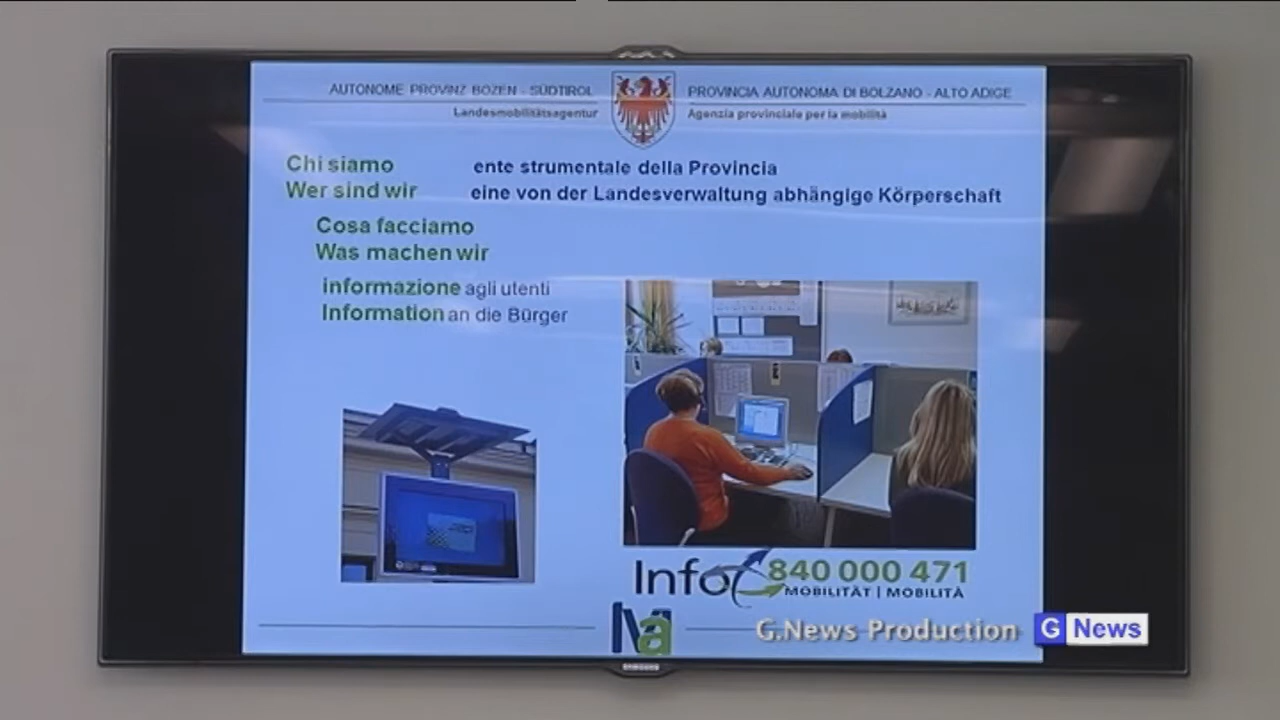 AUTONOME PROVINZ BOZEN - SÜDTIROL
PROVINCIA AUTONOMA DI BOLZANO - ALTO ADIGE
Landesmobilitätsagentur
Agenzia provinciale per la mobilità
Chi siamo ente strumentale della Provincia
Wer sind wir eine von der Landesverwaltung abhängige Körperschaft
Cosa facciamo
Was machen wir
informazione agli utenti
Information an die Bürger
Info 840 000 471
MOBILITÄT | MOBILITÀ
Ma
G.News Production G News
SAMSUNG